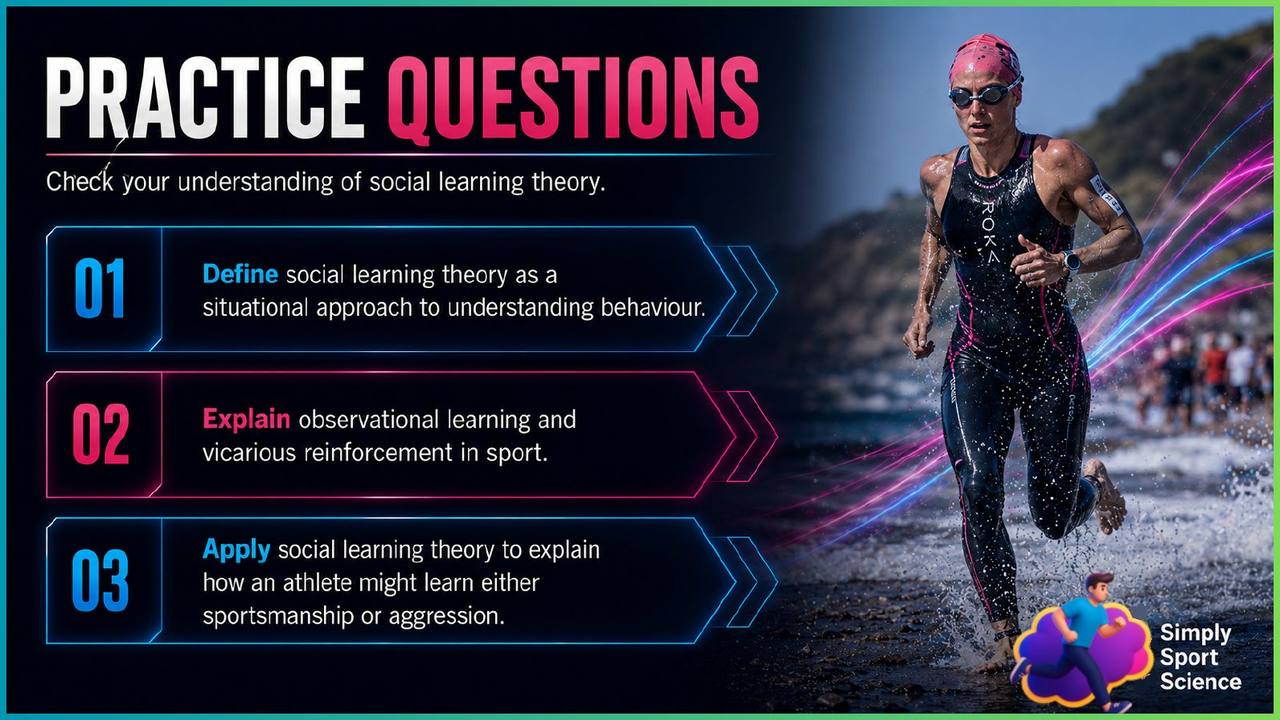 PRACTICE QUESTIONS
Check your understanding of social learning theory.
01
Define social learning theory as a
situational approach to understanding behaviour.
02
Explain observational learning and
vicarious reinforcement in sport.
03
Apply social learning theory to explain
how an athlete might learn either
sportsmanship or aggression.
ROKA
Simply
Sport
Science